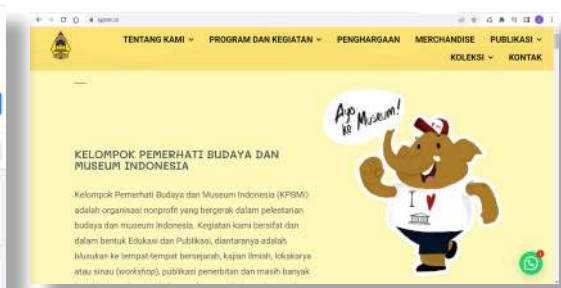 TENTANG KAMI
PROGRAM DAN KEGIATAN
PENGHARGAAN
MERCHANDISE
PUBLIKASI
KOLEKSI
KONTAK
Ayo
ke Museum!
KELOMPOK PEMERHATI BUDAYA DAN
MUSEUM INDONESIA
Kelompok Pemerhati Budaya dan Museum Indonesia (KPBMI)
adalah organisasi nonprofit yang bergerak dalam pelestarian
budaya dan museum Indonesia. Kegiatan kami bersifat dan
dalam bentuk Edukasi dan Publikasi, diantaranya adalah
blusukan ke tempat-tempat bersejarah, kajian ilmiah, lokakarya
atau sinau (workshop), publikasi penerbitan dan masih banyak
I